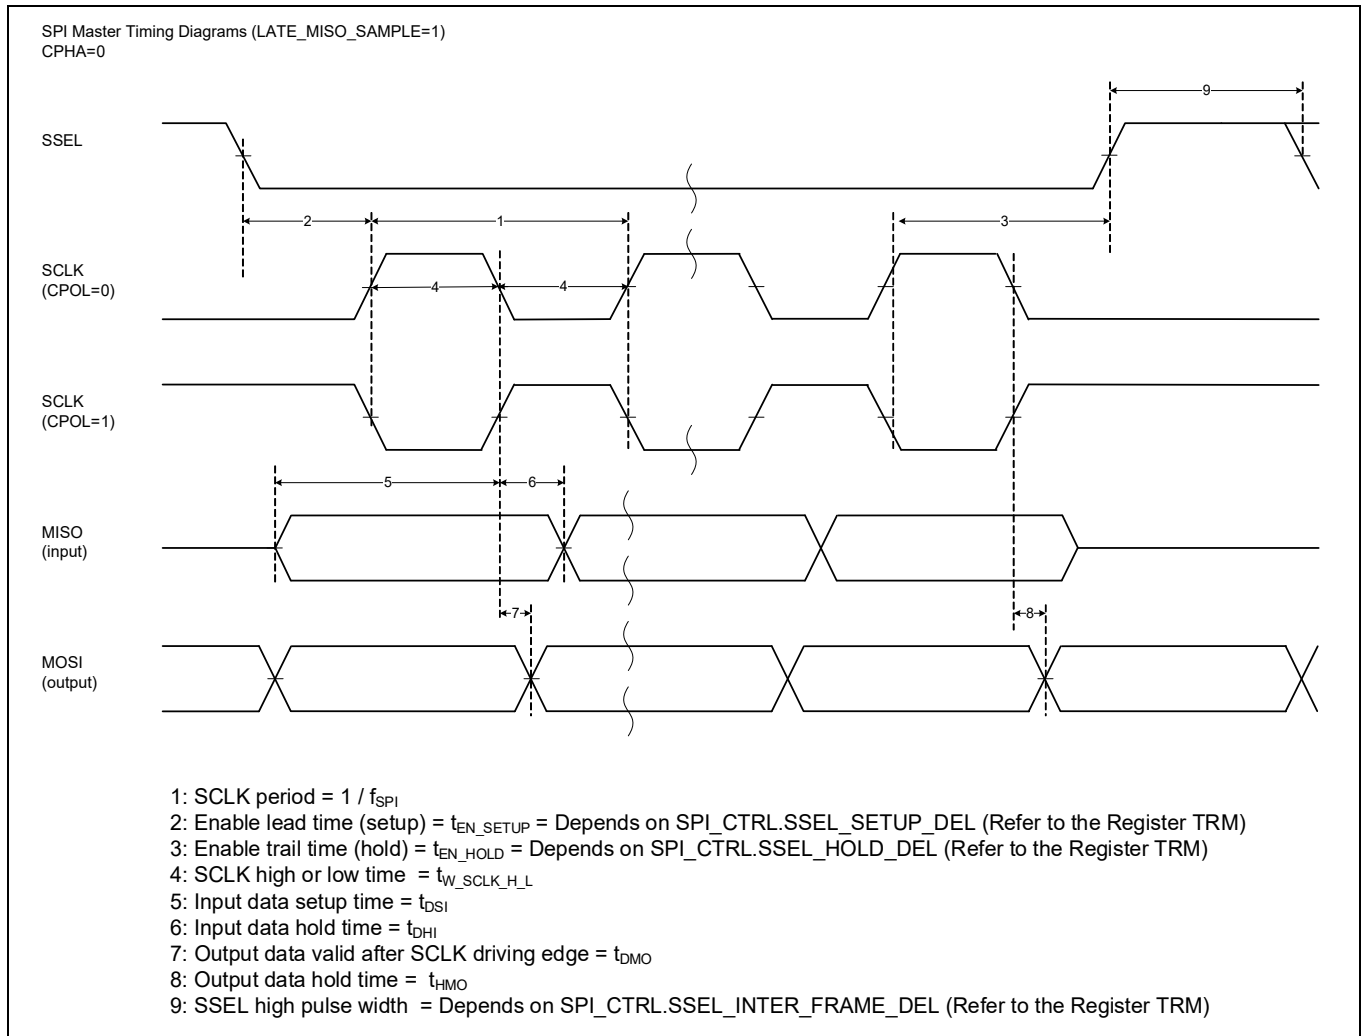 SPI Master Timing Diagrams (LATE_MISO_SAMPLE=1)
CPHA=0
9
SSEL
2
1
3
SCLK
(CPOL=0)
4
4
SCLK
(CPOL=1)
5
6
MISO
(input)
7
8
MOSI
(output)
1: SCLK period = 1 / fSPI
2: Enable lead time (setup) = tEN_SETUP = Depends on SPI_CTRL.SSEL_SETUP_DEL (Refer to the Register TRM)
3: Enable trail time (hold) = tEN_HOLD = Depends on SPI_CTRL.SSEL_HOLD_DEL (Refer to the Register TRM)
4: SCLK high or low time = tW_SCLK_H_L
5: Input data setup time = tDSI
6: Input data hold time = tDHI
7: Output data valid after SCLK driving edge = tDMO
8: Output data hold time = tHMO
9: SSEL high pulse width = Depends on SPI_CTRL.SSEL_INTER_FRAME_DEL (Refer to the Register TRM)